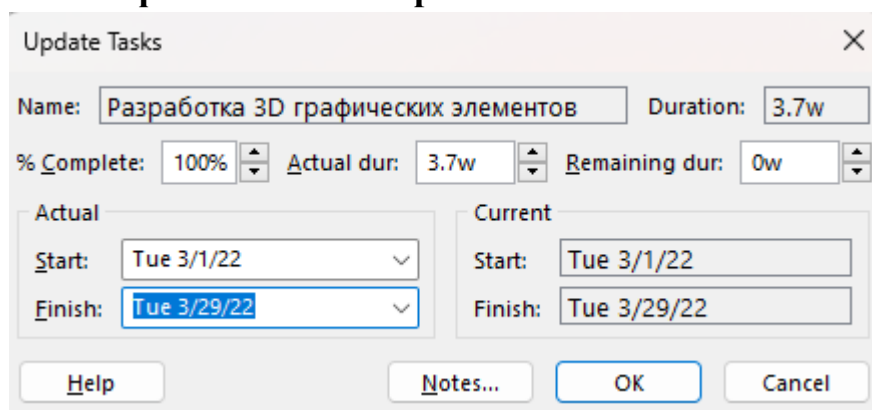 Update Tasks
Name: Разработка 3D графических элементов Duration: 3.7w
% Complete: 100% Actual dur: 3.7w Remaining dur: 0w
Actual Current
Start: Tue 3/1/22 Start: Tue 3/1/22
Finish: Tue 3/29/22 Finish: Tue 3/29/22
Help Notes... OK Cancel